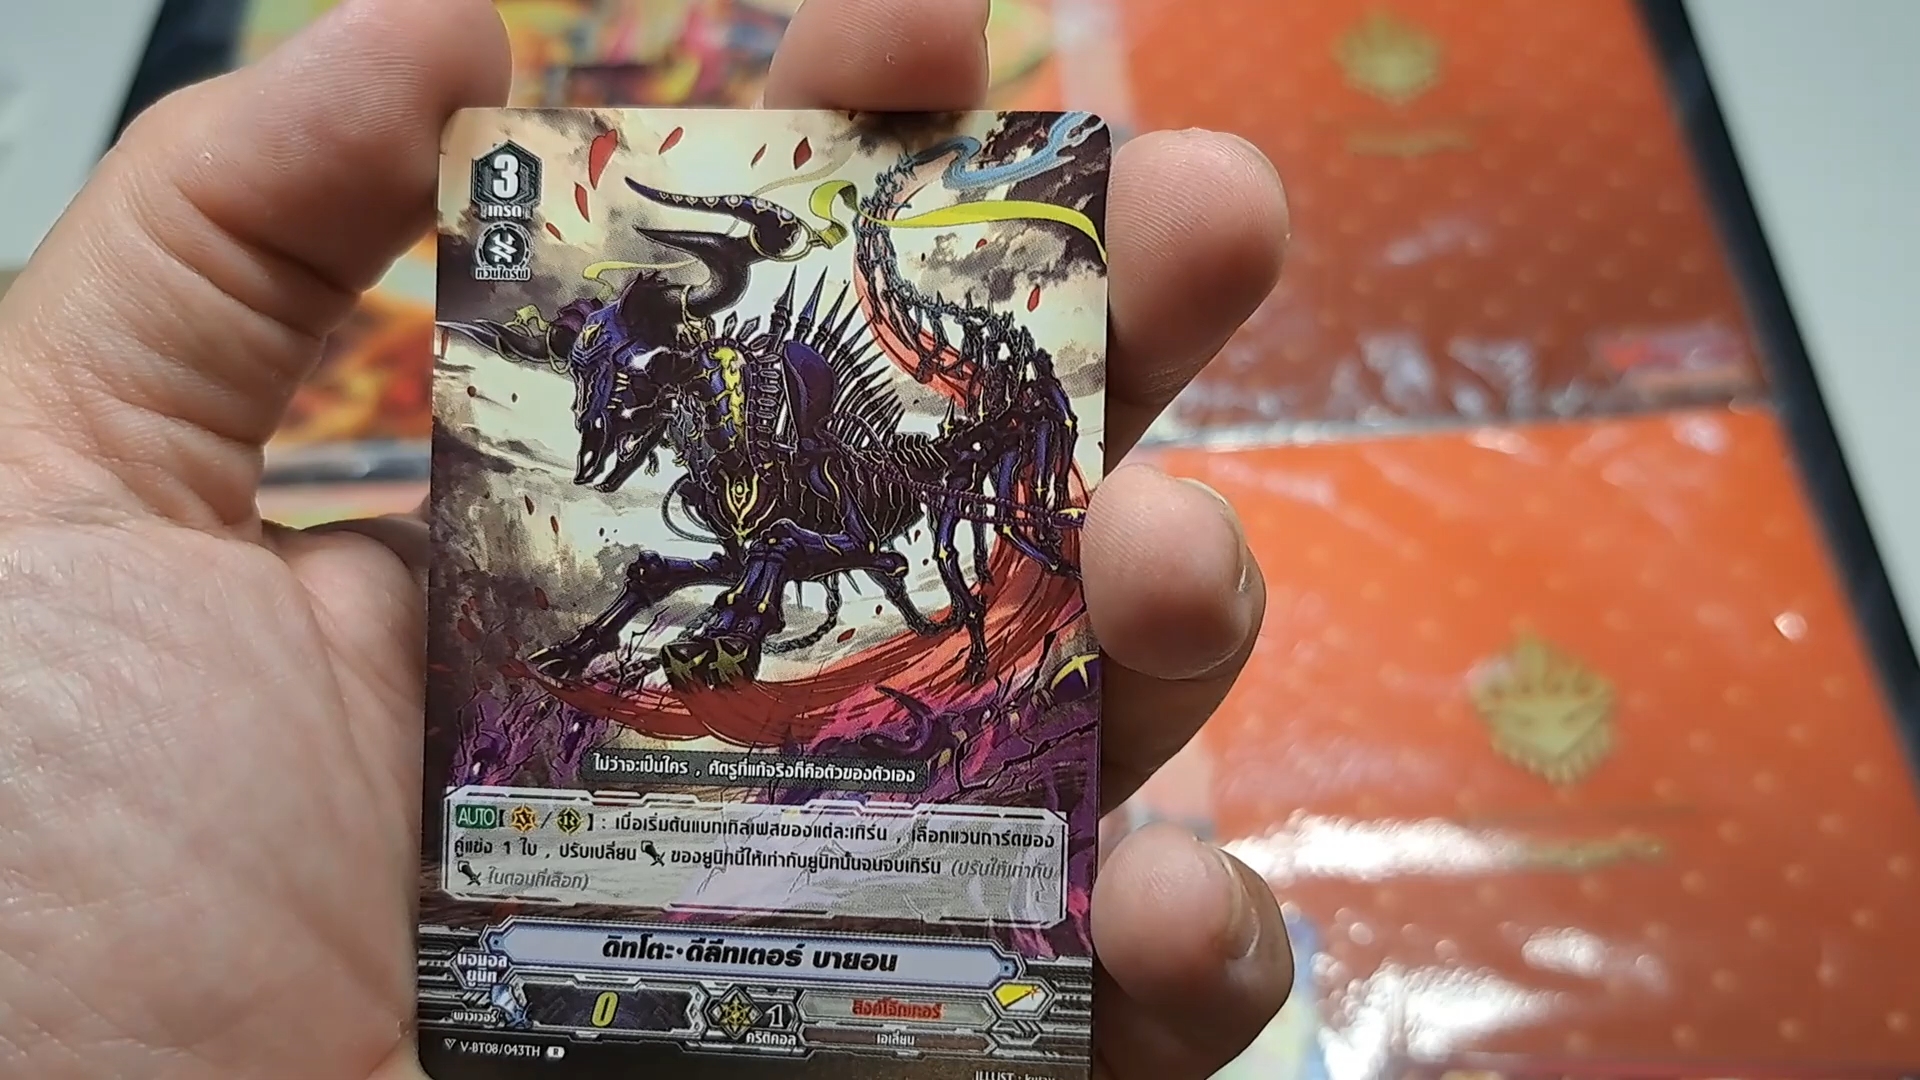 3
เกรด
ทวินไดร์ฟ
ไม่ว่าจะเป็นใคร , ศัตรูที่แท้จริงก็คือตัวของตัวเอง
AUTO【 / 】 : เมื่อเริ่มต้นแบทเทิลเฟสของแต่ละเทิร์น , เลือกแวนการ์ดของ
คู่แข่ง 1 ใบ , ปรับเปลี่ยน ของยูนิทนี้ให้เท่ากับยูนิทนั้นจนจบเทิร์น (ปรับให้เท่ากับ
ในตอนที่เลือก)
ดิทโตะ・ดีลีทเตอร์ บายอน
นอมอล
ยูนิท
พาวเวอร์
0
1
คริติคอล
ลิงค์โจ๊กเกอร์
เอเลี่ยน
V-BT08/043TH R
ILLUST :